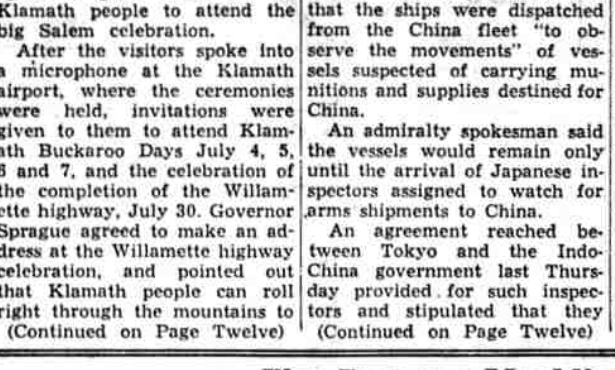 Klamath people to attend the
big Salem celebration.
After the visitors spoke into
a microphone at the Klamath
airport, where the ceremonies
were held, invitations were
given to them to attend Klam-
ath Buckaroo Days July 4, 5,
6 and 7, and the celebration of
the completion of the Willam-
ette highway, July 30. Governor
Sprague agreed to make an ad-
dress at the Willamette highway
celebration, and pointed out
that Klamath people can roll
right through the mountains to
(Continued on Page Twelve)
that the ships were dispatched
from the China fleet "to ob-
serve the movements" of ves-
sels suspected of carrying mu-
nitions and supplies destined for
China.
An admiralty spokesman said
the vessels would remain only
until the arrival of Japanese in-
spectors assigned to watch for
arms shipments to China.
An agreement reached be-
tween Tokyo and the Indo-
China government last Thurs-
day provided for such inspec-
tors and stipulated that they
(Continued on Page Twelve)